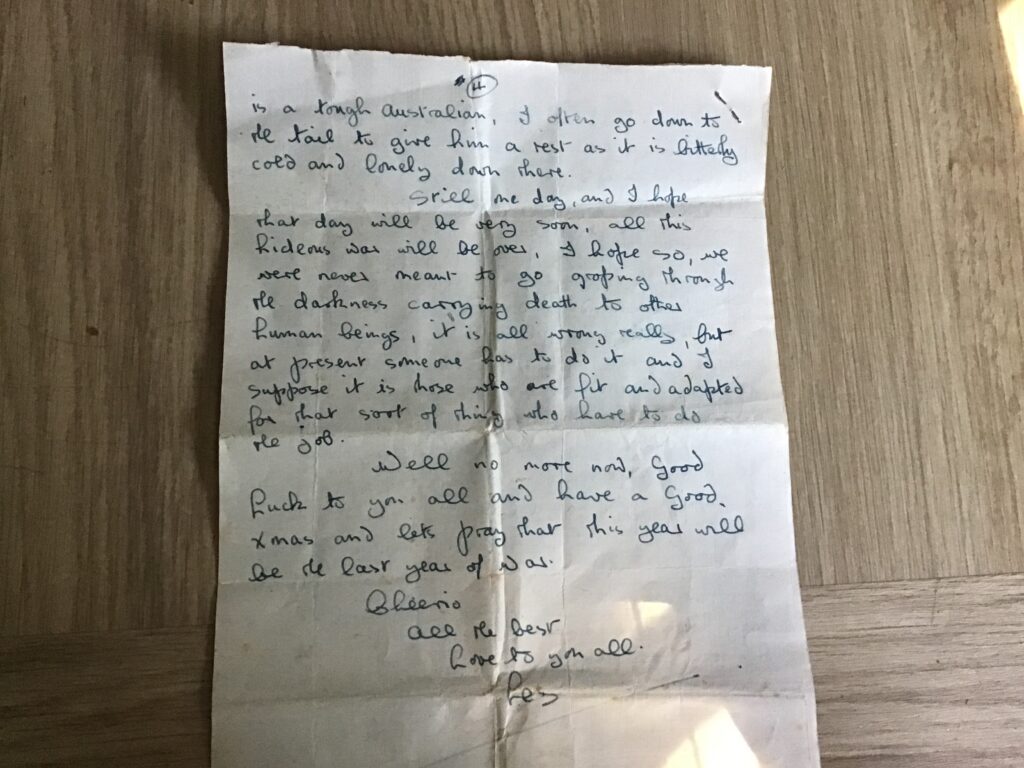 4
is a tough Australian, I often go down to
the tail to give him a rest as it is bitterly
cold and lonely down there.
Still one day, and I hope
that day will be very soon, all this
hideous war will be over, I hope so, we
were never meant to go groping through
the darkness carrying death to other
human beings, it is all wrong really, but
at present someone has to do it and I
suppose it is those who are fit and adapted
for that sort of thing who have to do
the job.
Well no more now, Good
Luck to you all and have a Good
Xmas and lets pray that this year will
be the last year of war.
Cheerio
All the best
Love to you all.
Les